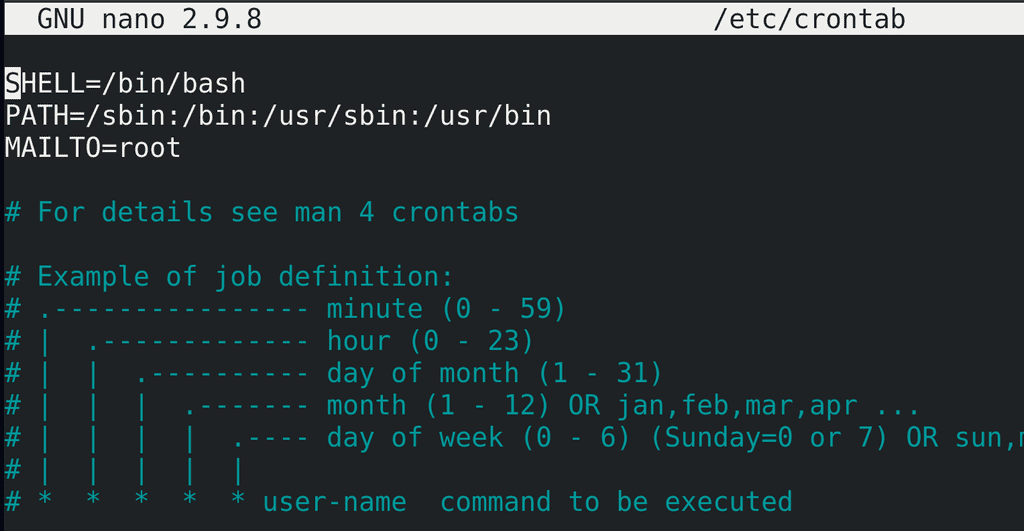 GNU nano 2.9.8 /etc/crontab
SHELL=/bin/bash
PATH=/sbin:/bin:/usr/sbin:/usr/bin
MAILTO=root
# For details see man 4 crontabs
# Example of job definition:
# .---------------- minute (0 - 59)
# |  .------------- hour (0 - 23)
# |  |  .---------- day of month (1 - 31)
# |  |  |  .------- month (1 - 12) OR jan,feb,mar,apr ...
# |  |  |  |  .---- day of week (0 - 6) (Sunday=0 or 7) OR sun,
# |  |  |  |  |
# *  *  *  *  * user-name  command to be executed